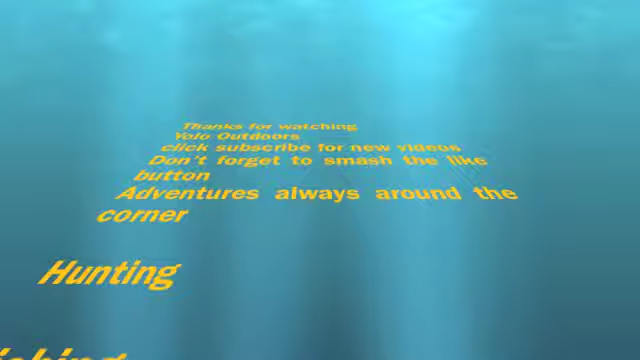 Thanks for watching
Yolo Outdoors
click subscribe for new videos
Don't forget to smash the like
button
Adventures always around the
corner
Hunting